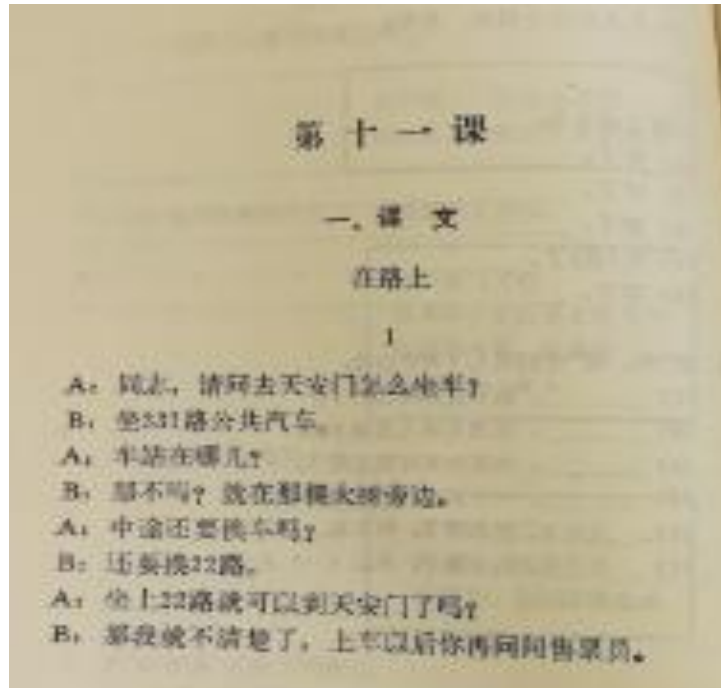 第十一课
一、课文
在路上
1
A：同志，请问去天安门怎么坐车？
B：坐331路公共汽车。
A：车站在哪儿？
B：那不吗？就在那棵大树旁边。
A：中途还要换车吗？
B：还要换22路。
A：坐上22路就可以到天安门了吗？
B：那我就不清楚了，上车以后你再问问售票员。